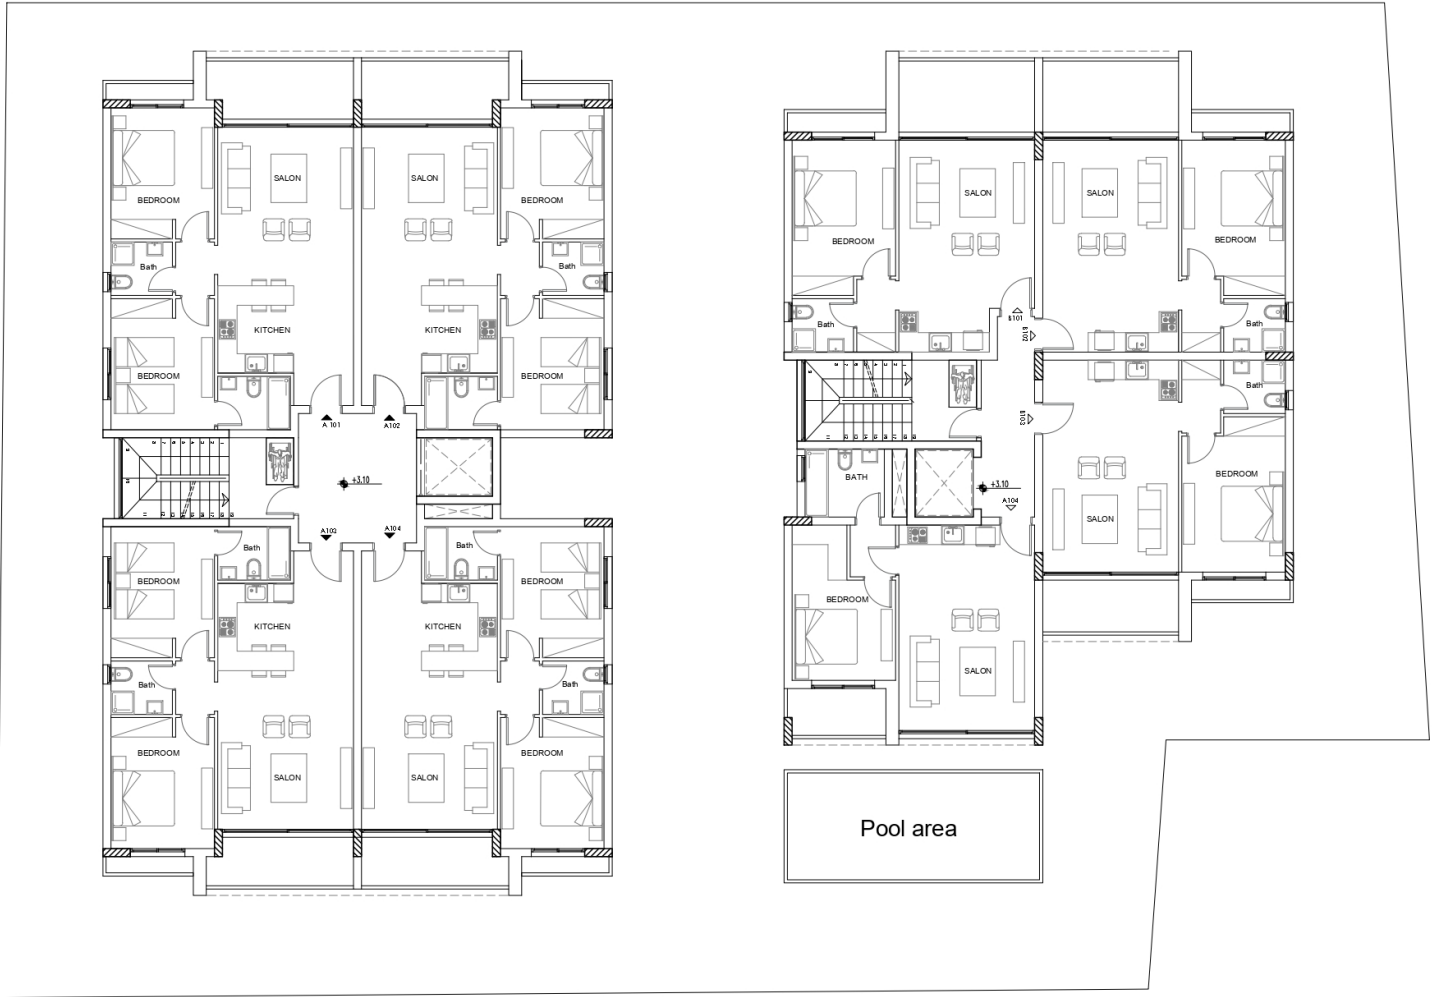 SALON
SALON
BEDROOM
BEDROOM
Bath
Bath
KITCHEN
KITCHEN
BEDROOM
BEDROOM
A 101
A102
+3.10
A103
A104
Bath
Bath
BEDROOM
BEDROOM
KITCHEN
KITCHEN
Bath
Bath
BEDROOM
BEDROOM
SALON
SALON
SALON
SALON
BEDROOM
BEDROOM
B101
B102
Bath
Bath
Bath
B103
BATH
BEDROOM
+3.10
A104
SALON
BEDROOM
SALON
Pool area